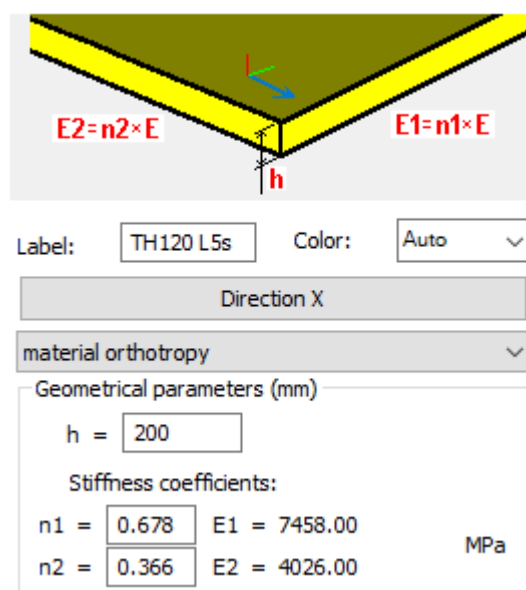 E2=n2×E
E1=n1×E
h
Label: TH120 L5s Color: Auto
Direction X
material orthotropy
Geometrical parameters (mm)
h = 200
Stiffness coefficients:
n1 = 0.678 E1 = 7458.00
MPa
n2 = 0.366 E2 = 4026.00